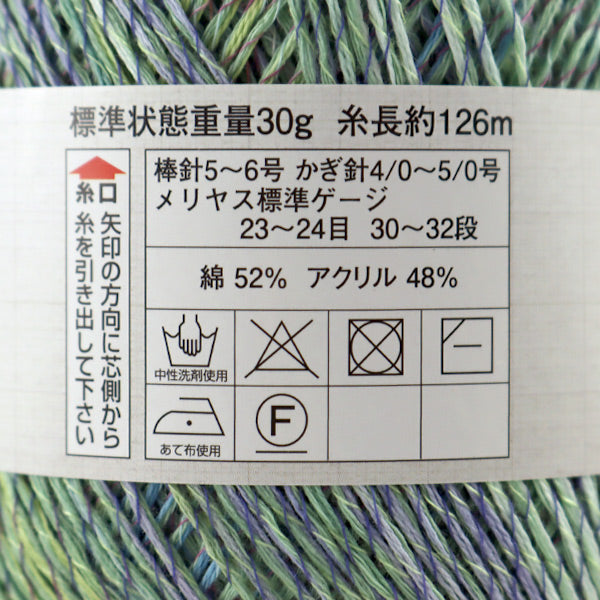 標準状態重量30g 糸長約126m
糸口 矢印の方向に芯側から
糸を引き出して下さい
棒針5～6号 かぎ針4/0～5/0号
メリヤス標準ゲージ
23～24目 30～32段
綿 52% アクリル 48%
中性洗剤使用
あて布使用
F